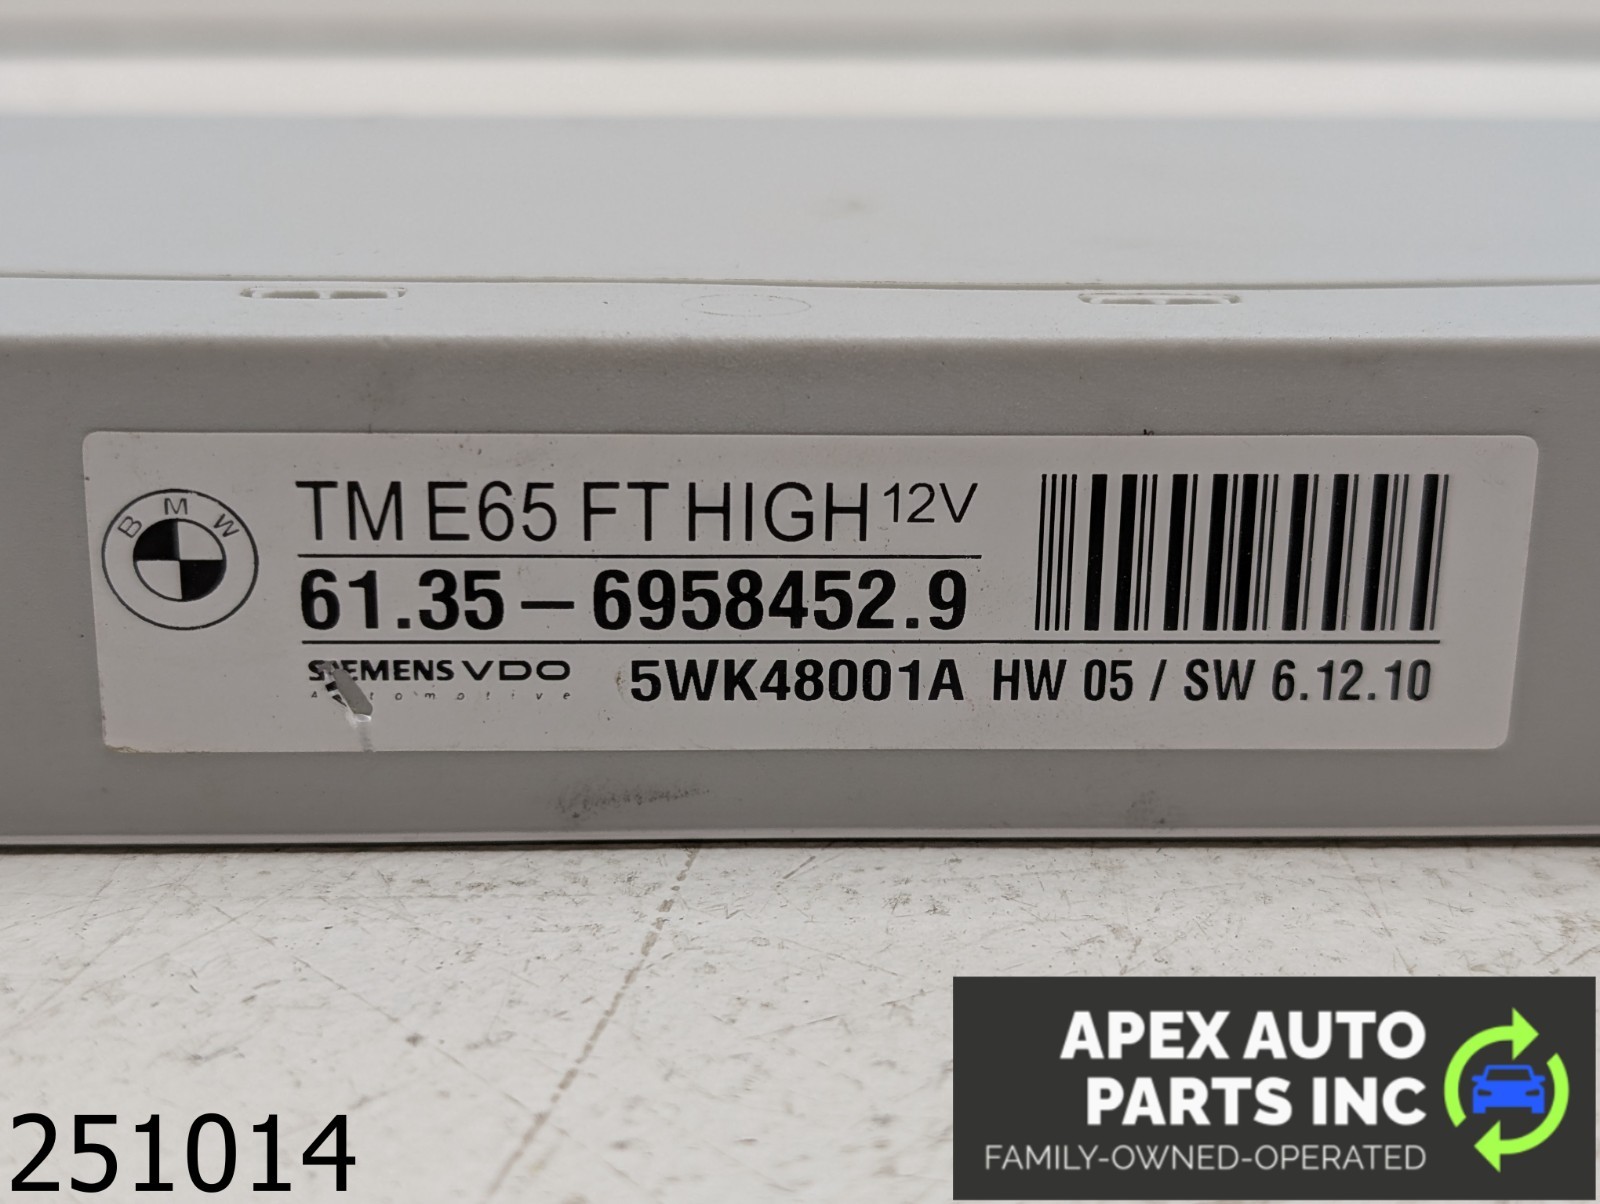 BMW
TM E65 FT HIGH 12V
61.35 – 6958452.9
SIEMENS VDO 5WK48001A HW 05 / SW 6.12.10
Automotive
APEX AUTO
PARTS INC
FAMILY-OWNED-OPERATED
251014